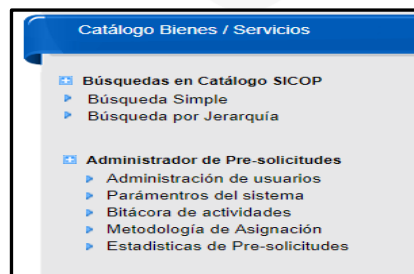 Catálogo Bienes / Servicios
Búsquedas en Catálogo SICOP
Búsqueda Simple
Búsqueda por Jerarquía
Administrador de Pre-solicitudes
Administración de usuarios
Parámentros del sistema
Bitácora de actividades
Metodología de Asignación
Estadisticas de Pre-solicitudes